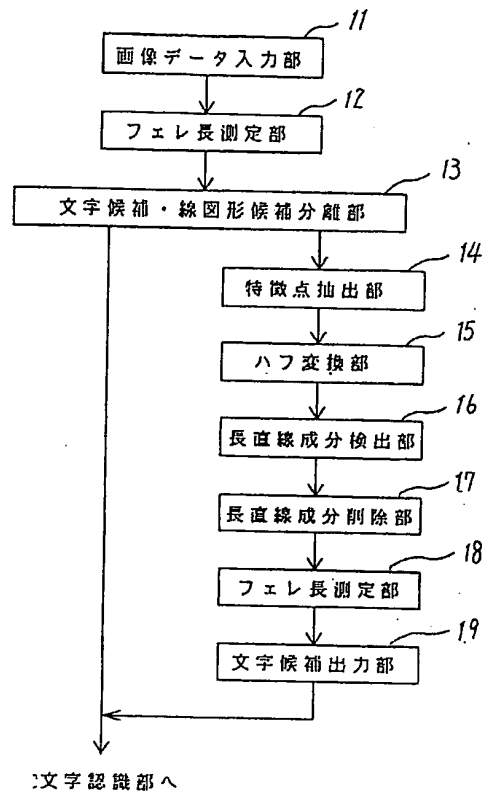 11
画像データ入力部
12
フェレ長測定部
13
文字候補・線図形候補分離部
14
特徴点抽出部
15
ハフ変換部
16
長直線成分検出部
17
長直線成分削除部
18
フェレ長測定部
19
文字候補出力部
文字認識部へ